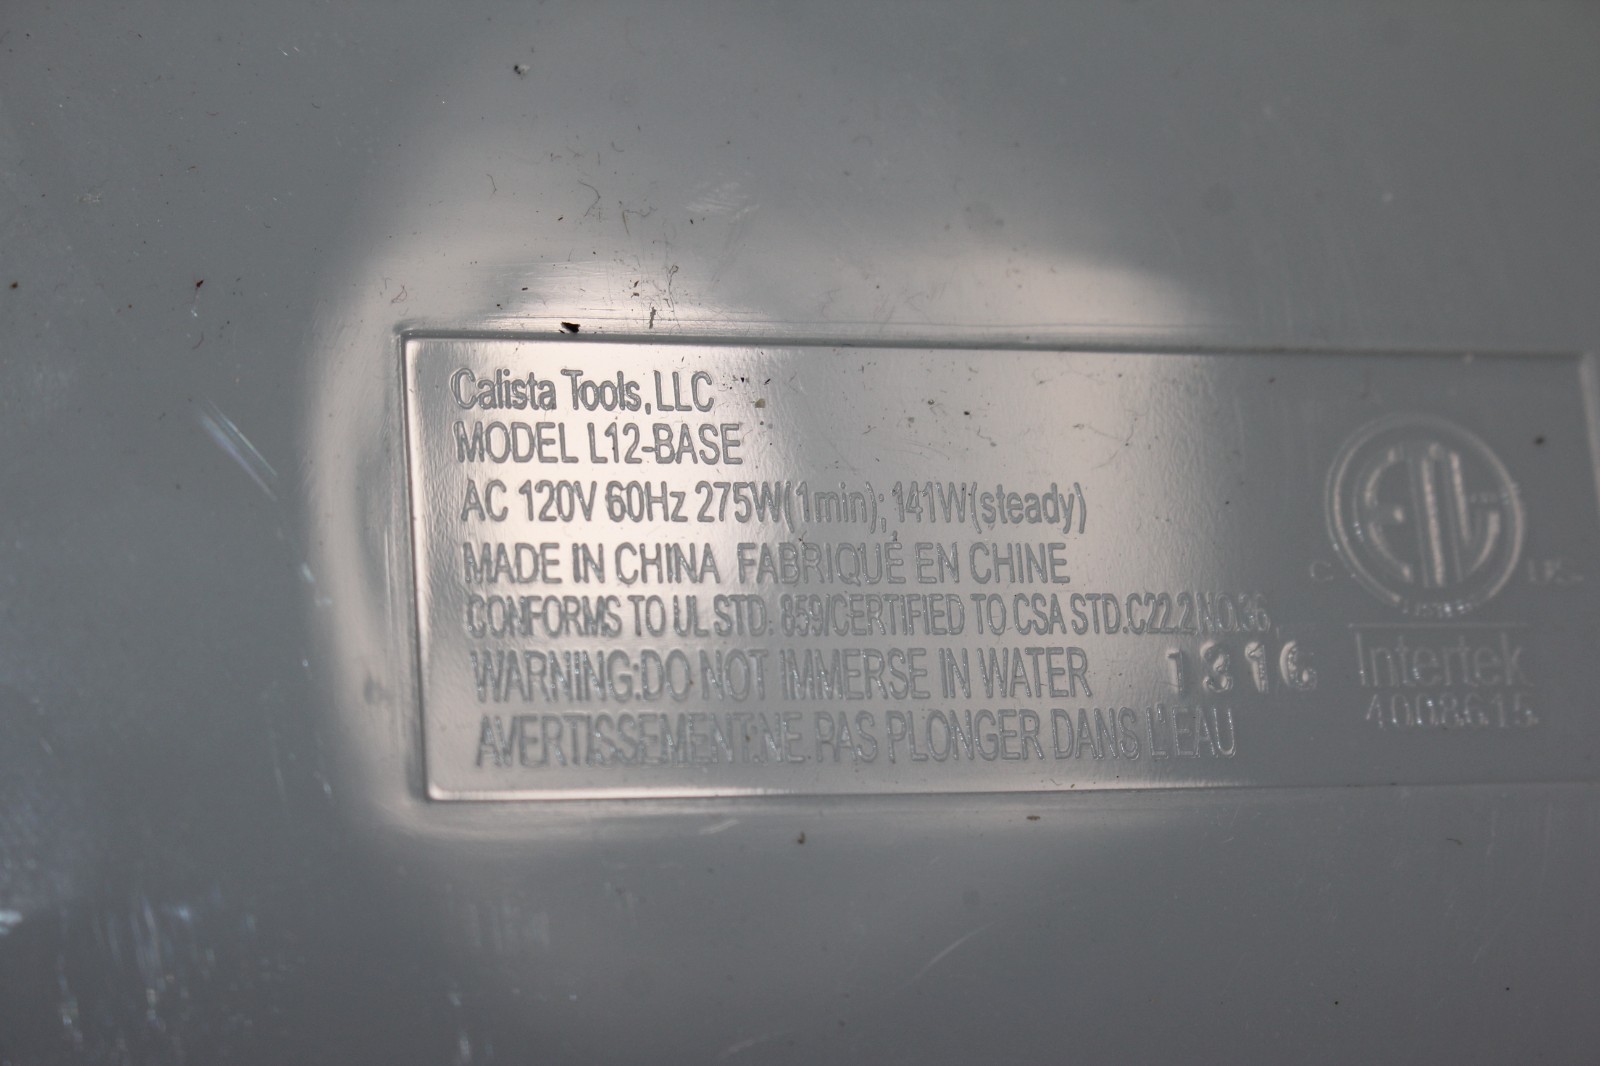 Calista Tools, LLC
MODEL L12-BASE
AC 120V 60Hz 275W(1min); 141W(steady)
MADE IN CHINA FABRIQUÉ EN CHINE
CONFORMS TO UL STD. 859/CERTIFIED TO CSA STD.C22.2 NO.36,
WARNING:DO NOT IMMERSE IN WATER
AVERTISSEMENT:NE PAS PLONGER DANS L'EAU
Intertek
4008615